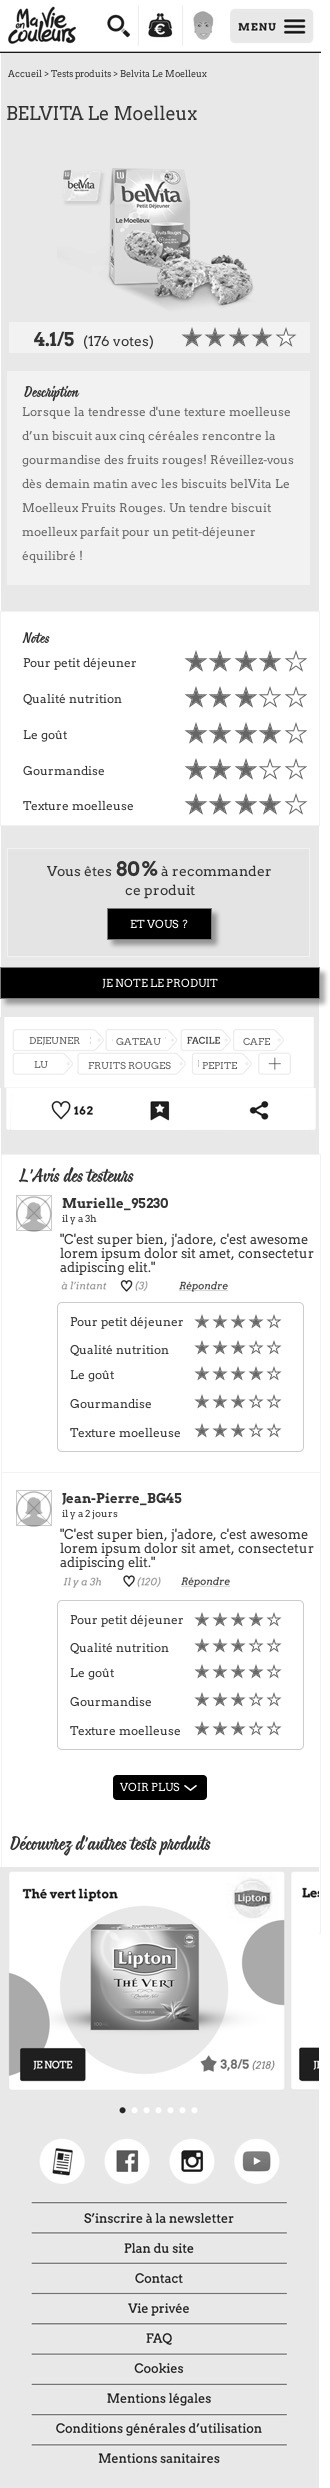 Ma Vie
en
Couleurs
€
MENU
Accueil > Tests produits > Belvita Le Moelleux
BELVITA Le Moelleux
LU
belVita
LU
belVita
Petit Déjeuner
Le Moelleux
Fruits Rouges
4.1/5 (176 votes)
Description
Lorsque la tendresse d'une texture moelleuse
d'un biscuit aux cinq céréales rencontre la
gourmandise des fruits rouges! Réveillez-vous
dès demain matin avec les biscuits belVita Le
Moelleux Fruits Rouges. Un tendre biscuit
moelleux parfait pour un petit-déjeuner
équilibré !
Notes
Pour petit déjeuner
Qualité nutrition
Le goût
Gourmandise
Texture moelleuse
Vous êtes 80% à recommander
ce produit
ET VOUS ?
JE NOTE LE PRODUIT
DEJEUNER GATEAU FACILE CAFE
LU FRUITS ROUGES PEPITE +
162
L'Avis des testeurs
Murielle_95230
il y a 3h
"C'est super bien, j'adore, c'est awesome
lorem ipsum dolor sit amet, consectetur
adipiscing elit."
à l'intant (3) Répondre
Pour petit déjeuner
Qualité nutrition
Le goût
Gourmandise
Texture moelleuse
Jean-Pierre_BG45
il y a 2 jours
"C'est super bien, j'adore, c'est awesome
lorem ipsum dolor sit amet, consectetur
adipiscing elit."
Il y a 3h (120) Répondre
Pour petit déjeuner
Qualité nutrition
Le goût
Gourmandise
Texture moelleuse
VOIR PLUS
Découvrez d'autres tests produits
Thé vert lipton
Lipton
Les
Lipton
THÉ VERT
JE NOTE
3,8/5 (218)
S'inscrire à la newsletter
Plan du site
Contact
Vie privée
FAQ
Cookies
Mentions légales
Conditions générales d'utilisation
Mentions sanitaires